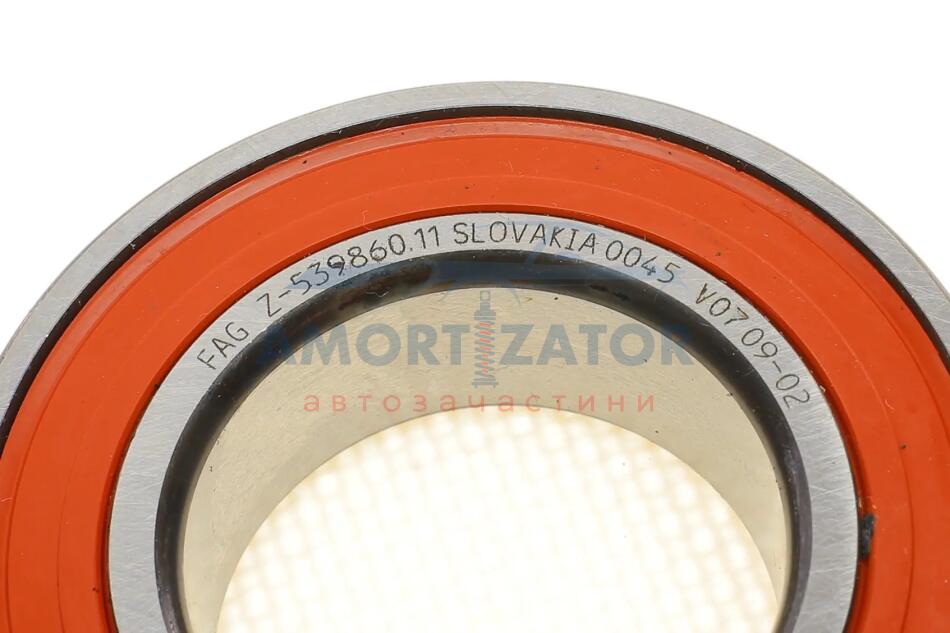 FAG Z-539860.11 SLOVAKIA 0045 V0709-02
AMORTIZATOR
автозапчастини